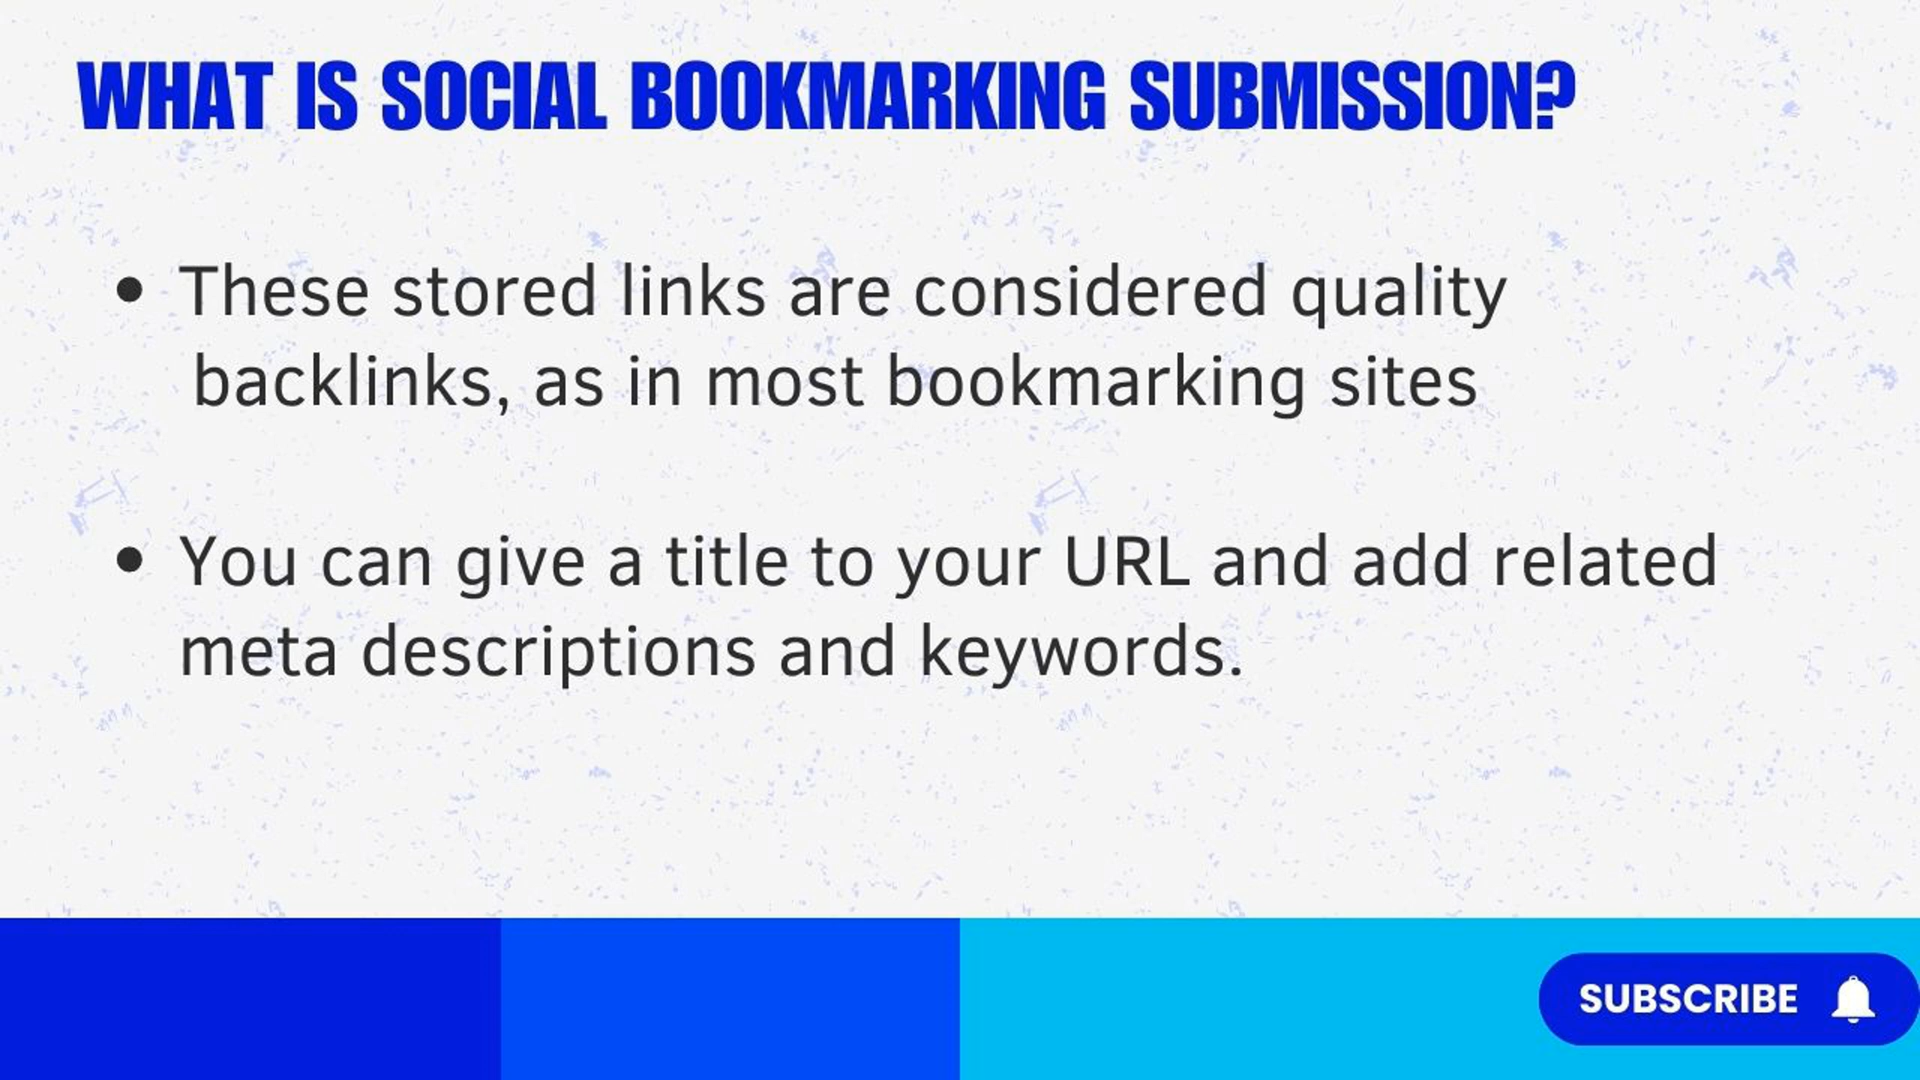 WHAT IS SOCIAL BOOKMARKING SUBMISSION?
• These stored links are considered quality
backlinks, as in most bookmarking sites
• You can give a title to your URL and add related
meta descriptions and keywords.
SUBSCRIBE